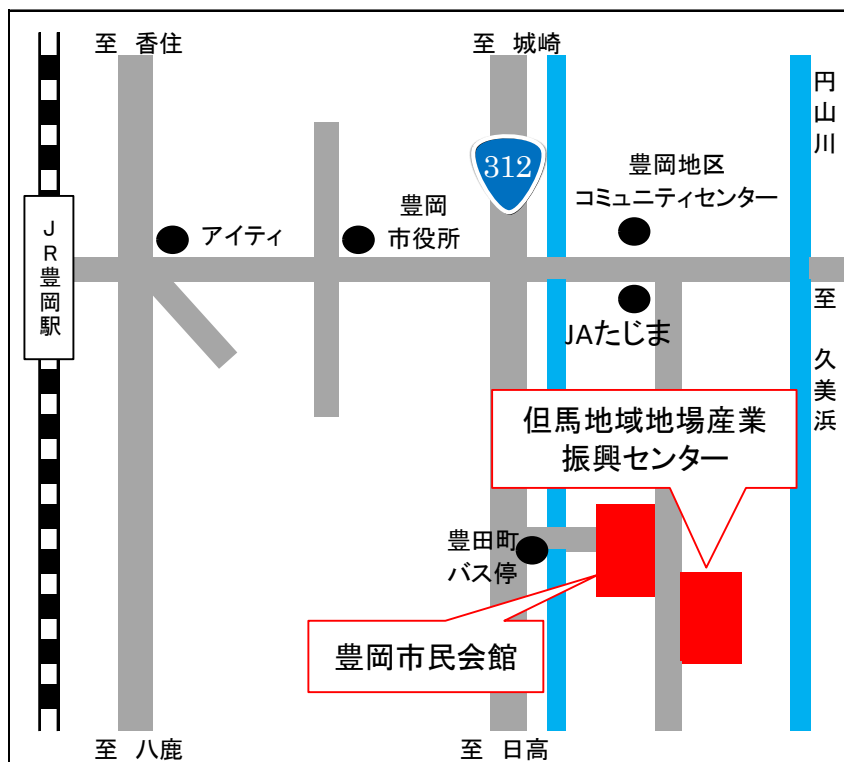 至 香住
至 城崎
円山川
312
豊岡地区
コミュニティセンター
豊岡
市役所
アイティ
JR豊岡駅
至 久美浜
JAたじま
但馬地域地場産業
振興センター
豊田町
バス停
豊岡市民会館
至 八鹿
至 日高